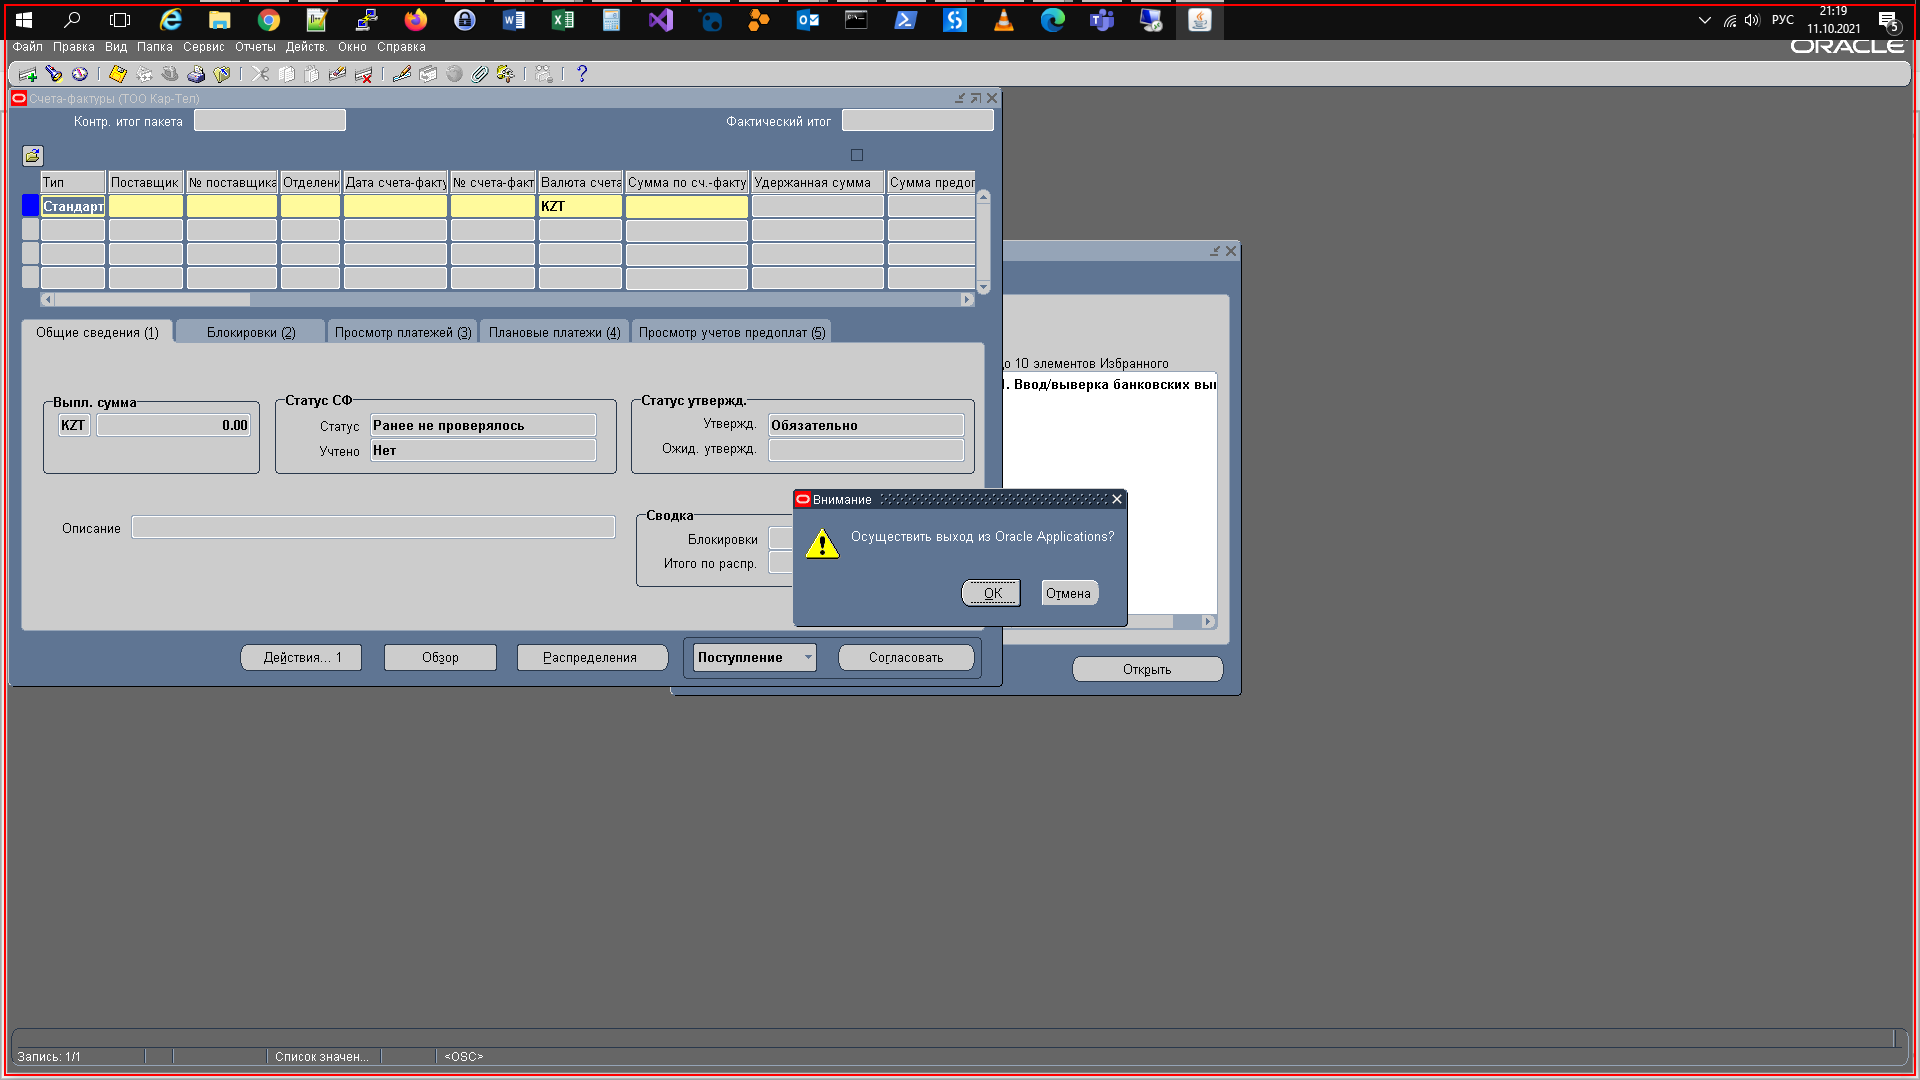 РУС
21:19
11.10.2021
5
Файл Правка Вид Папка Сервис Отчеты Действ. Окно Справка
ORACLE
Счета-фактуры (ТОО Кар-Тел)
Контр. итог пакета
Фактический итог
Тип Поставщик № поставщика Отделени Дата счета-факту № счета-факт Валюта счета Сумма по сч.-факту Удержанная сумма Сумма предоп
Стандарт KZT
Общие сведения (1) Блокировки (2) Просмотр платежей (3) Плановые платежи (4) Просмотр учетов предоплат (5)
до 10 элементов Избранного
1. Ввод/выверка банковских вып
Выпл. сумма
KZT 0.00
Статус СФ
Статус Ранее не проверялось
Учтено Нет
Статус утвержд.
Утвержд. Обязательно
Ожид. утвержд.
Описание
Сводка
Блокировки
Итого по распр.
Внимание
Осуществить выход из Oracle Applications?
OK Отмена
Действия... 1 Обзор Распределения Поступление Согласовать
Открыть
Запись: 1/1 Список значен... <OSC>